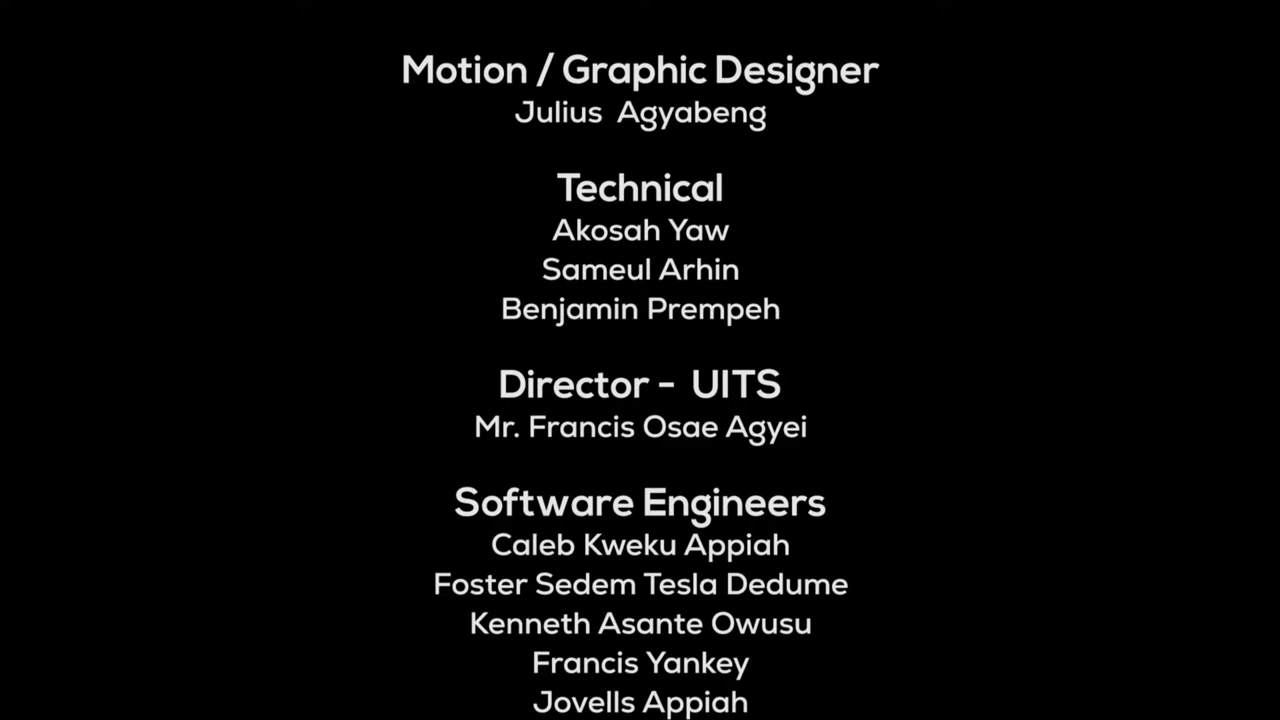 Motion / Graphic Designer
Julius Agyabeng
Technical
Akosah Yaw
Sameul Arhin
Benjamin Prempeh
Director - UITS
Mr. Francis Osae Agyei
Software Engineers
Caleb Kweku Appiah
Foster Sedem Tesla Dedume
Kenneth Asante Owusu
Francis Yankey
Jovells Appiah